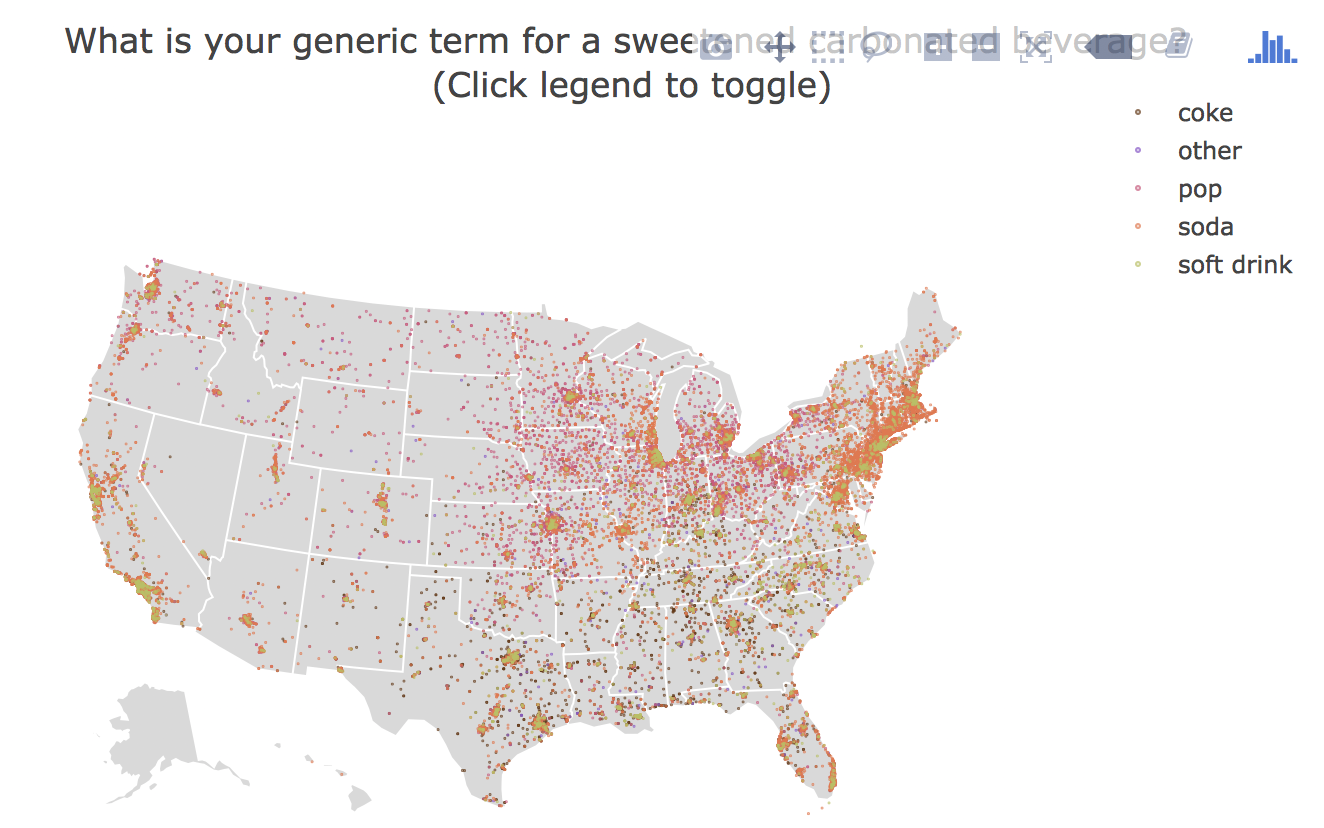 What is your generic term for a sweetened carbonated beverage?
(Click legend to toggle)
coke
other
pop
soda
soft drink